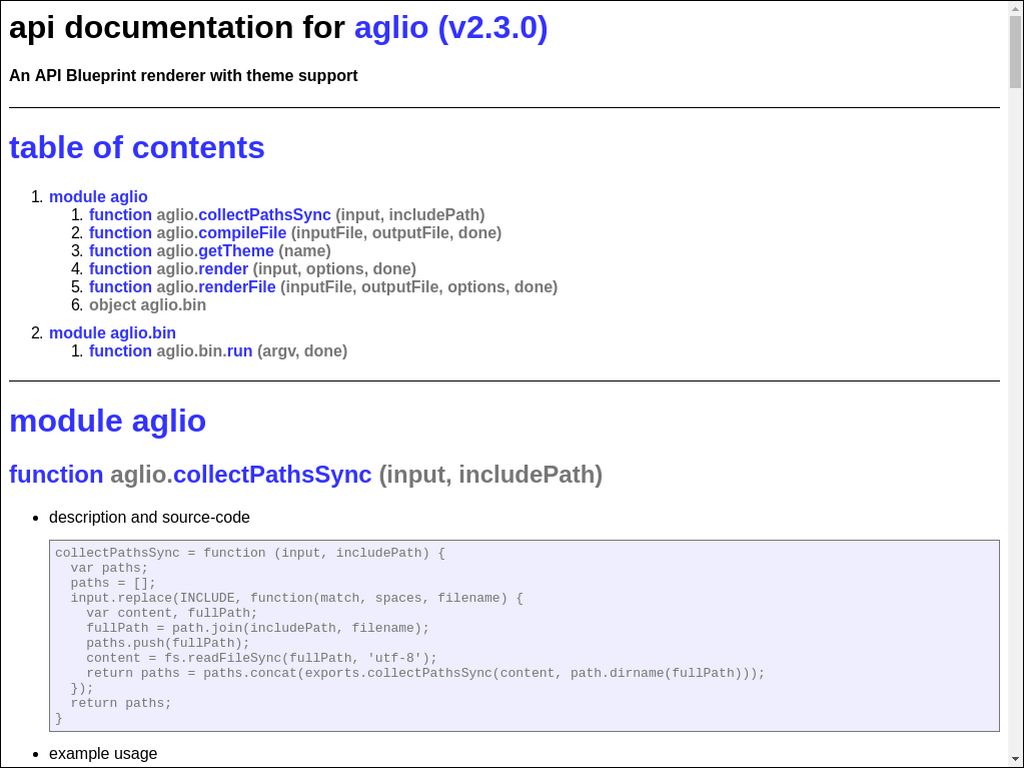 api documentation for aglio (v2.3.0)
An API Blueprint renderer with theme support
table of contents
1. module aglio
1. function aglio.collectPathsSync (input, includePath)
2. function aglio.compileFile (inputFile, outputFile, done)
3. function aglio.getTheme (name)
4. function aglio.render (input, options, done)
5. function aglio.renderFile (inputFile, outputFile, options, done)
6. object aglio.bin
2. module aglio.bin
1. function aglio.bin.run (argv, done)
module aglio
function aglio.collectPathsSync (input, includePath)
• description and source-code
collectPathsSync = function (input, includePath) {
  var paths;
  paths = [];
  input.replace(INCLUDE, function(match, spaces, filename) {
    var content, fullPath;
    fullPath = path.join(includePath, filename);
    paths.push(fullPath);
    content = fs.readFileSync(fullPath, 'utf-8');
    return paths = paths.concat(exports.collectPathsSync(content, path.dirname(fullPath)));
  });
  return paths;
}
• example usage